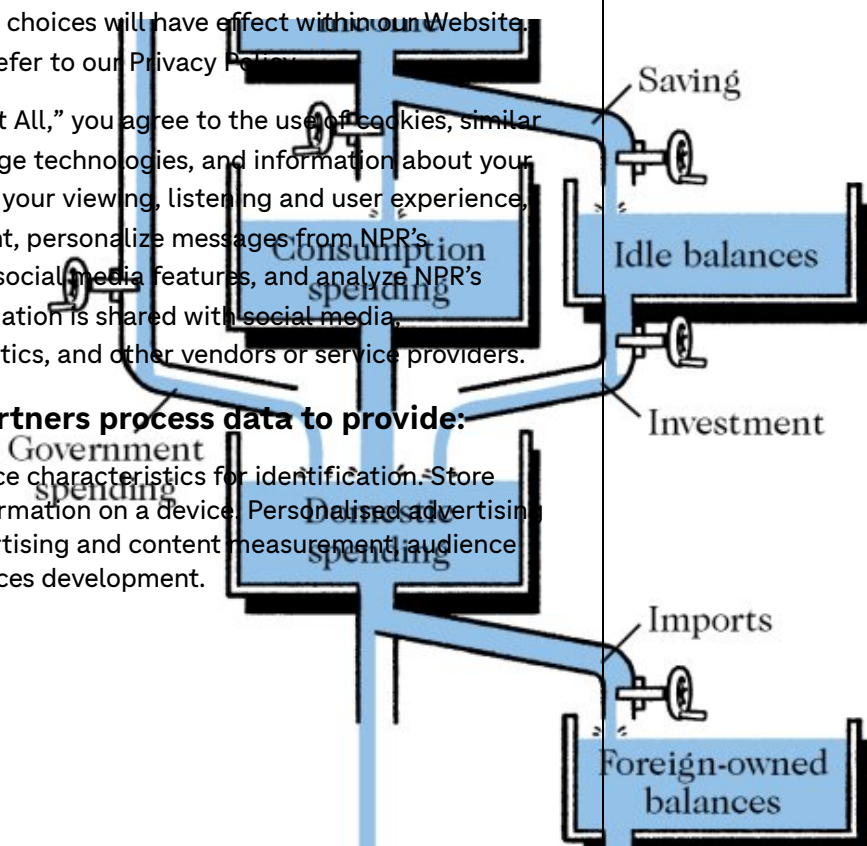 choices will have effect within our Website.
efer to our Privacy Policy.
t All,” you agree to the use of cookies, similar
ge technologies, and information about your
your viewing, listening and user experience,
nt, personalize messages from NPR’s
social media features, and analyze NPR’s
ation is shared with social media,
tics, and other vendors or service providers.
rtners process data to provide:
ce characteristics for identification. Store
rmation on a device. Personalised advertising
rtising and content measurement, audience
ces development.
income
Saving
Consumption
spending
Idle balances
Government
spending
Investment
Domestic
spending
Imports
Foreign-owned
balances